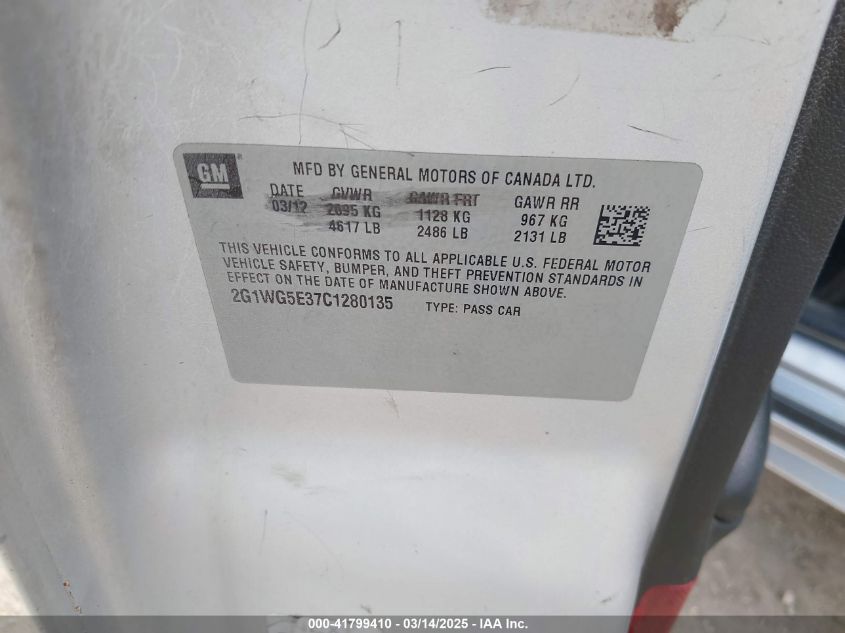 GM
MFD BY GENERAL MOTORS OF CANADA LTD.
DATE GVWR GAWR FRT GAWR RR
03/12 2095 KG 1128 KG 967 KG
4617 LB 2486 LB 2131 LB
THIS VEHICLE CONFORMS TO ALL APPLICABLE U.S. FEDERAL MOTOR
VEHICLE SAFETY, BUMPER, AND THEFT PREVENTION STANDARDS IN
EFFECT ON THE DATE OF MANUFACTURE SHOWN ABOVE.
2G1WG5E37C1280135 TYPE: PASS CAR
000-41799410 - 03/14/2025 - IAA Inc.